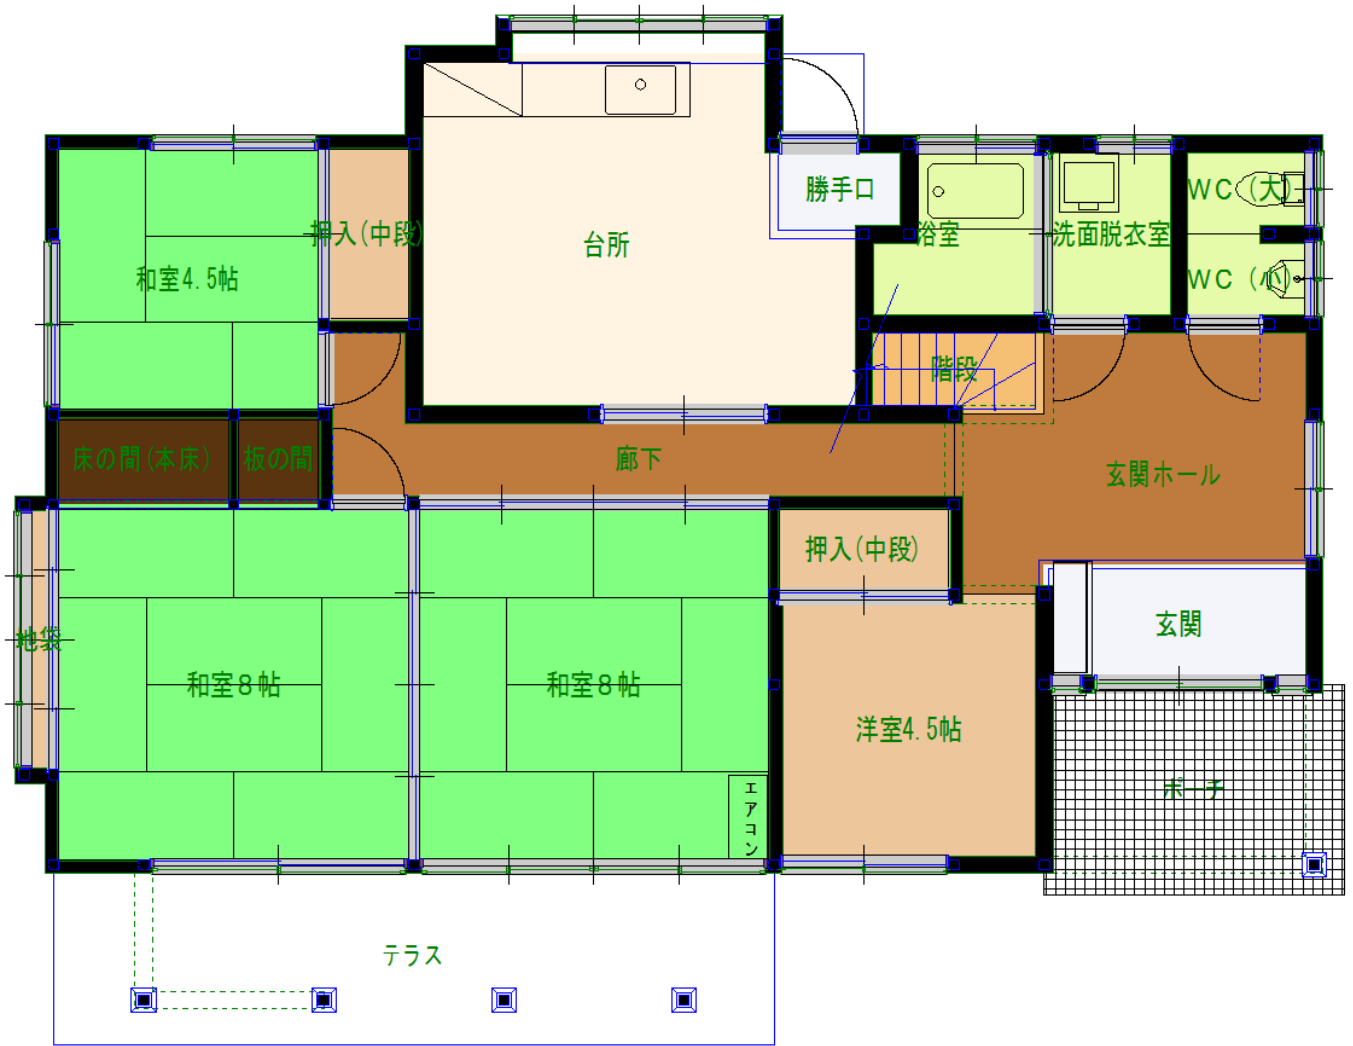 勝手口
WC（大）
押入(中段)
台所
浴室
洗面脱衣室
和室4.5帖
WC（小）
階段
床の間(本床)
板の間
廊下
玄関ホール
押入(中段)
地袋
玄関
和室８帖
和室８帖
洋室4.5帖
エアコン
ポーチ
テラス